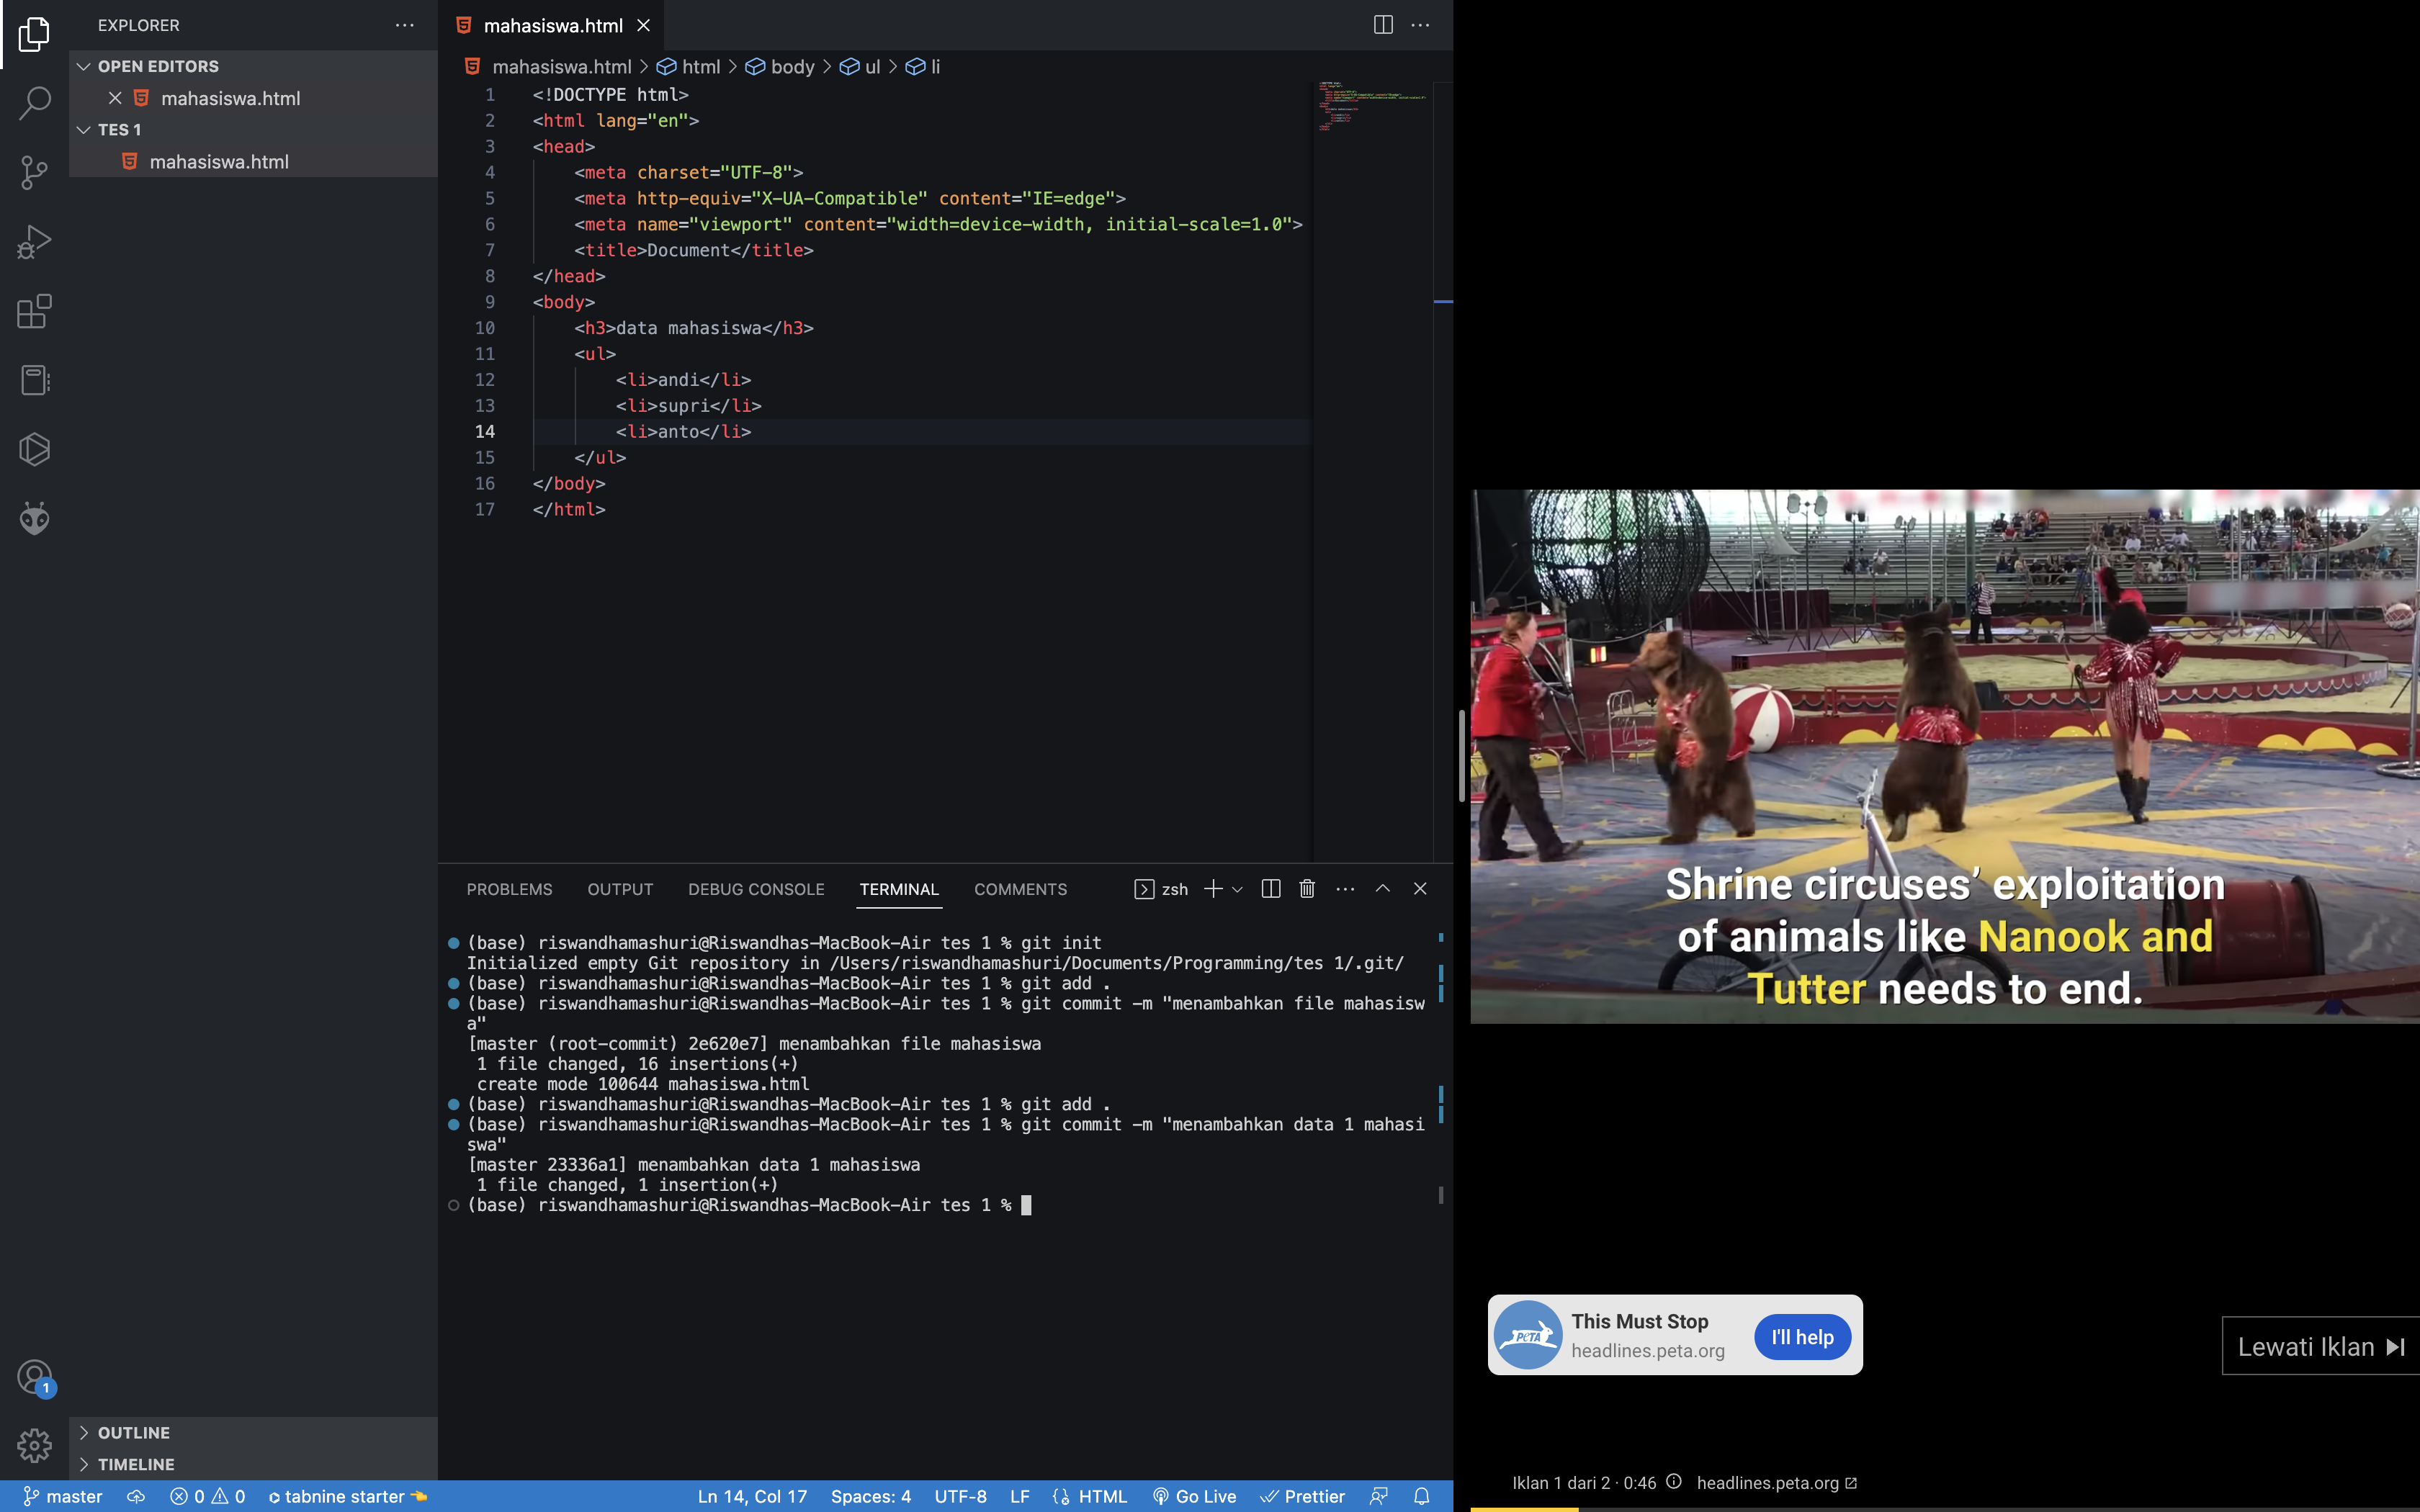 EXPLORER
OPEN EDITORS
mahasiswa.html
TES 1
mahasiswa.html
OUTLINE
TIMELINE
mahasiswa.html
mahasiswa.html > html > body > ul > li
1 <!DOCTYPE html>
2 <html lang="en">
3 <head>
4 <meta charset="UTF-8">
5 <meta http-equiv="X-UA-Compatible" content="IE=edge">
6 <meta name="viewport" content="width=device-width, initial-scale=1.0">
7 <title>Document</title>
8 </head>
9 <body>
10 <h3>data mahasiswa</h3>
11 <ul>
12 <li>andi</li>
13 <li>supri</li>
14 <li>anto</li>
15 </ul>
16 </body>
17 </html>
PROBLEMS OUTPUT DEBUG CONSOLE TERMINAL COMMENTS zsh
(base) riswandhamashuri@Riswandhas-MacBook-Air tes 1 % git init
Initialized empty Git repository in /Users/riswandhamashuri/Documents/Programming/tes 1/.git/
(base) riswandhamashuri@Riswandhas-MacBook-Air tes 1 % git add .
(base) riswandhamashuri@Riswandhas-MacBook-Air tes 1 % git commit -m "menambahkan file mahasisw
a"
[master (root-commit) 2e620e7] menambahkan file mahasiswa
1 file changed, 16 insertions(+)
create mode 100644 mahasiswa.html
(base) riswandhamashuri@Riswandhas-MacBook-Air tes 1 % git add .
(base) riswandhamashuri@Riswandhas-MacBook-Air tes 1 % git commit -m "menambahkan data 1 mahasi
swa"
[master 23336a1] menambahkan data 1 mahasiswa
1 file changed, 1 insertion(+)
(base) riswandhamashuri@Riswandhas-MacBook-Air tes 1 %
1
master 0 0 tabnine starter Ln 14, Col 17 Spaces: 4 UTF-8 LF HTML Go Live Prettier
Shrine circuses' exploitation
of animals like Nanook and
Tutter needs to end.
PETA
This Must Stop
headlines.peta.org
I'll help
Lewati Iklan
Iklan 1 dari 2 · 0:46 headlines.peta.org